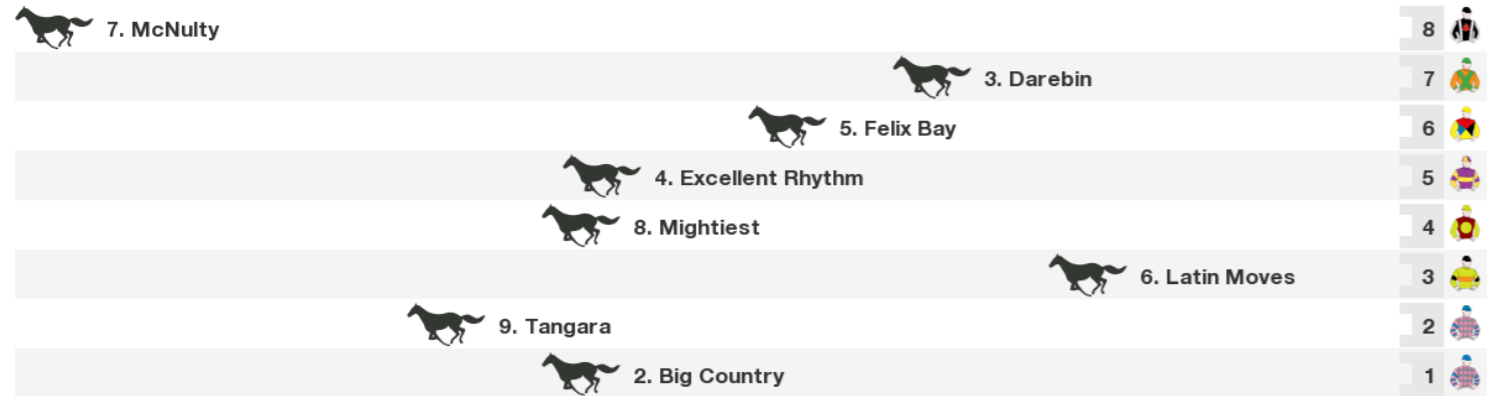 7. McNulty 8
3. Darebin 7
5. Felix Bay 6
4. Excellent Rhythm 5
8. Mightiest 4
6. Latin Moves 3
9. Tangara 2
2. Big Country 1